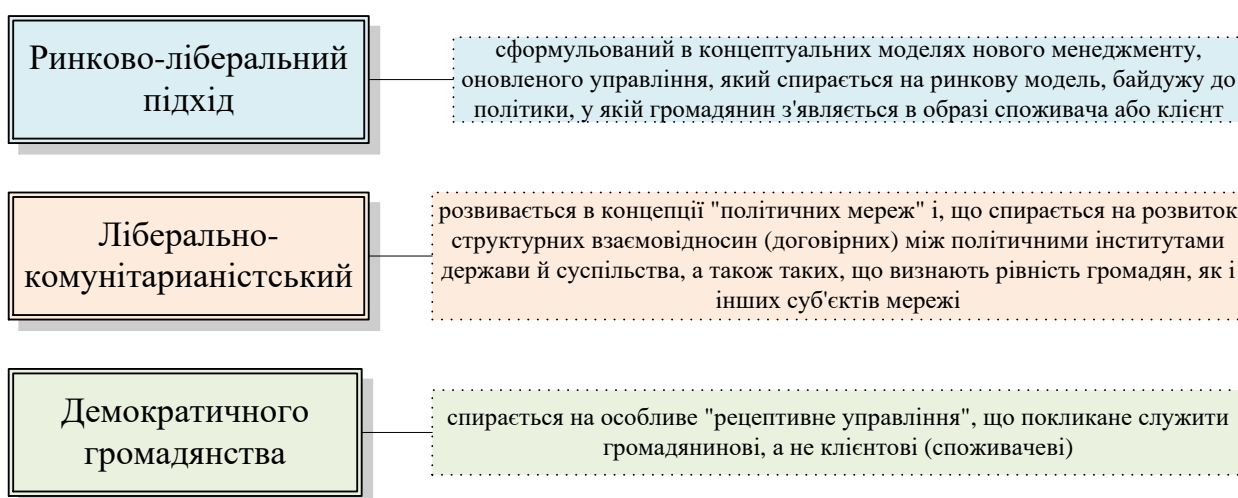 Ринково-ліберальний
підхід
сформульований в концептуальних моделях нового менеджменту,
оновленого управління, який спирається на ринкову модель, байдужу до
політики, у якій громадянин з'являється в образі споживача або клієнт
Ліберально-
комунітарианістський
розвивається в концепції "політичних мереж" і, що спирається на розвиток
структурних взаємовідносин (договірних) між політичними інститутами
держави й суспільства, а також таких, що визнають рівність громадян, як і
інших суб'єктів мережі
Демократичного
громадянства
спирається на особливе "рецептивне управління", що покликане служити
громадянинові, а не клієнтові (споживачеві)